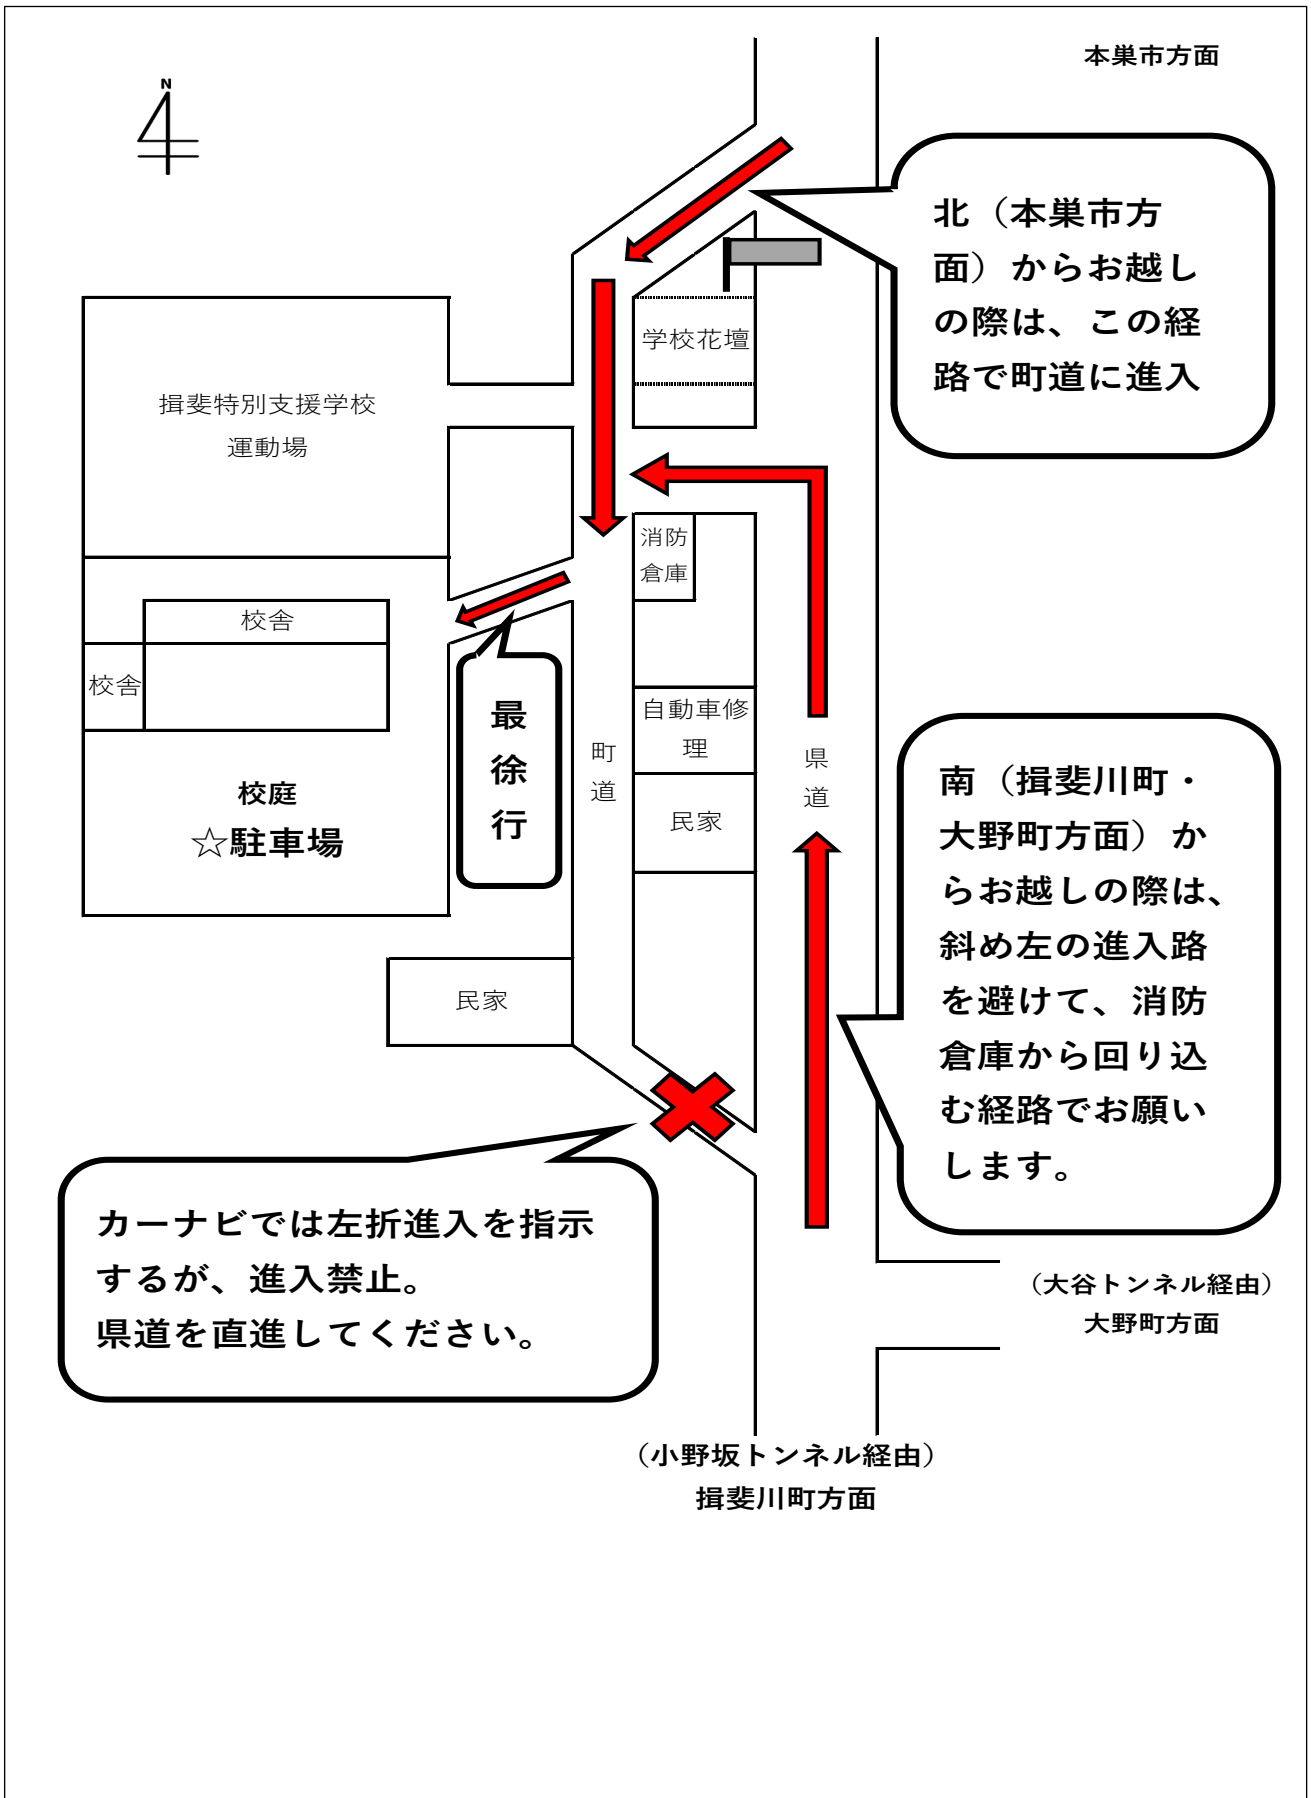 本巣市方面
N
北（本巣市方
面）からお越し
の際は、この経
路で町道に進入
学校花壇
揖斐特別支援学校
運動場
消防
倉庫
校舎
校舎
最
徐
行
自動車修
理
町
道
県
道
民家
校庭
☆駐車場
南（揖斐川町・
大野町方面）か
らお越しの際は、
斜め左の進入路
を避けて、消防
倉庫から回り込
む経路でお願い
します。
民家
カーナビでは左折進入を指示
するが、進入禁止。
県道を直進してください。
（大谷トンネル経由）
大野町方面
（小野坂トンネル経由）
揖斐川町方面